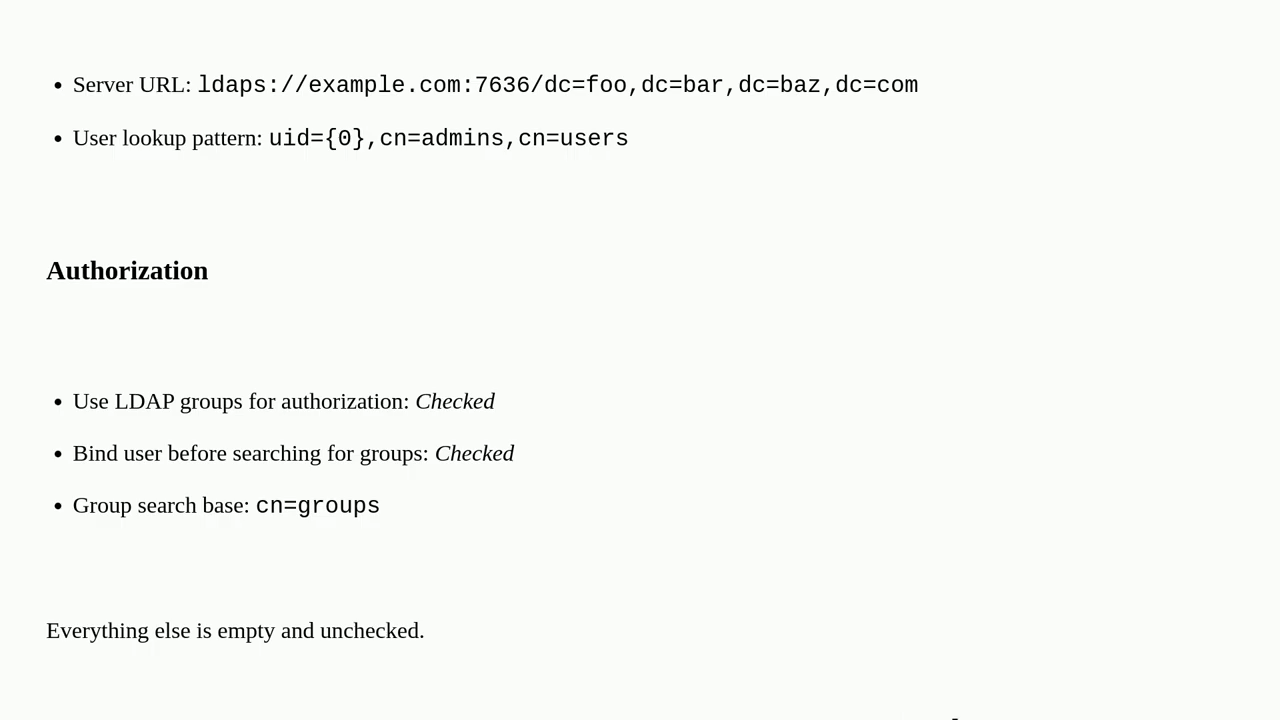 Server URL: ldaps://example.com:7636/dc=foo,dc=bar,dc=baz,dc=com
User lookup pattern: uid={0},cn=admins,cn=users
Authorization
Use LDAP groups for authorization: Checked
Bind user before searching for groups: Checked
Group search base: cn=groups
Everything else is empty and unchecked.